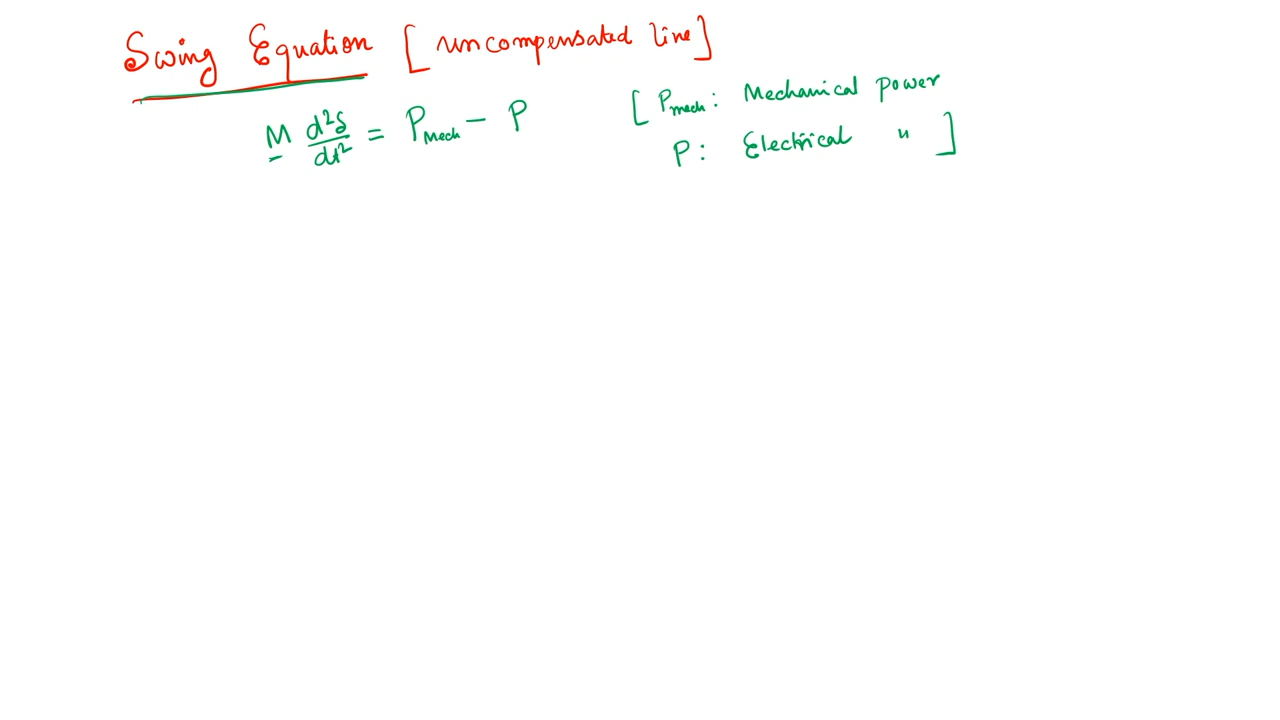 Swing Equation [uncompensated line]
M d²δ/dt² = P_Mech − P [P_mech: Mechanical power
P: Electrical "]